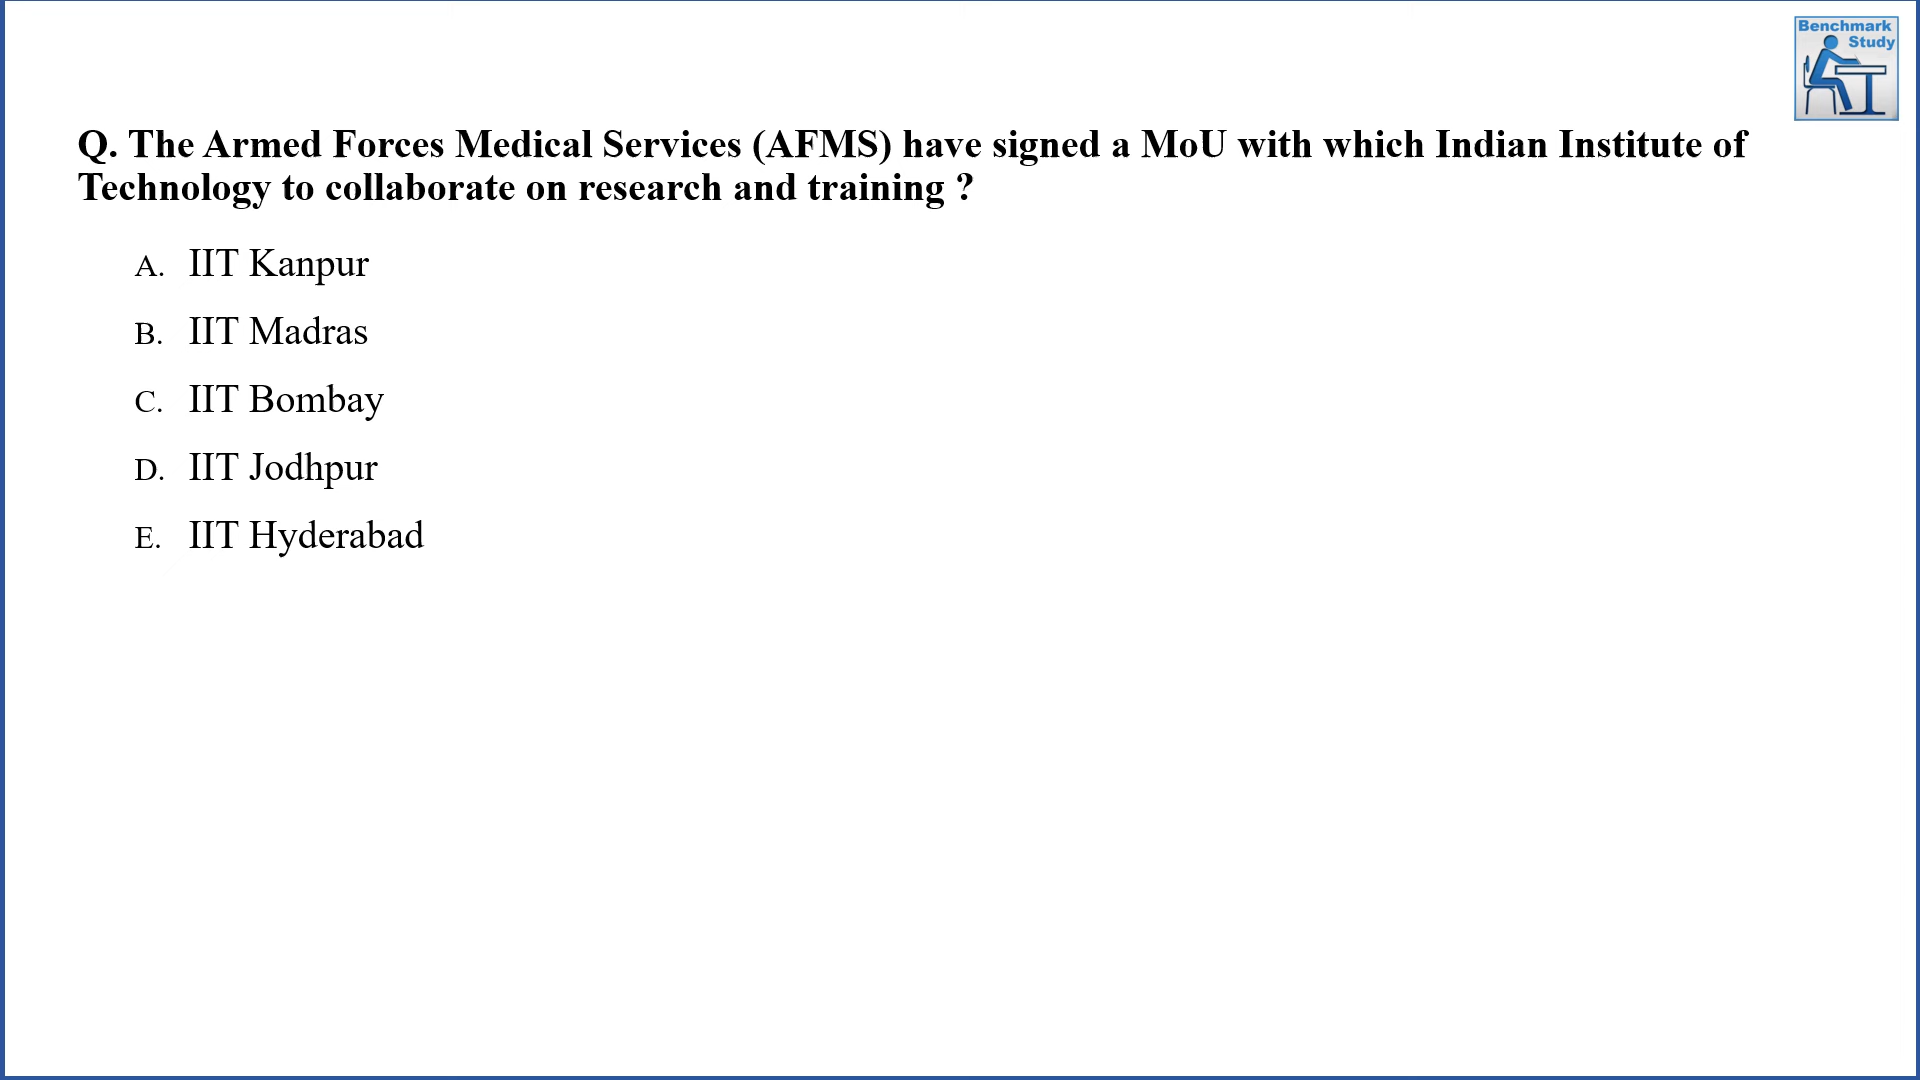 Benchmark
Study
Q. The Armed Forces Medical Services (AFMS) have signed a MoU with which Indian Institute of
Technology to collaborate on research and training ?
A. IIT Kanpur
B. IIT Madras
C. IIT Bombay
D. IIT Jodhpur
E. IIT Hyderabad